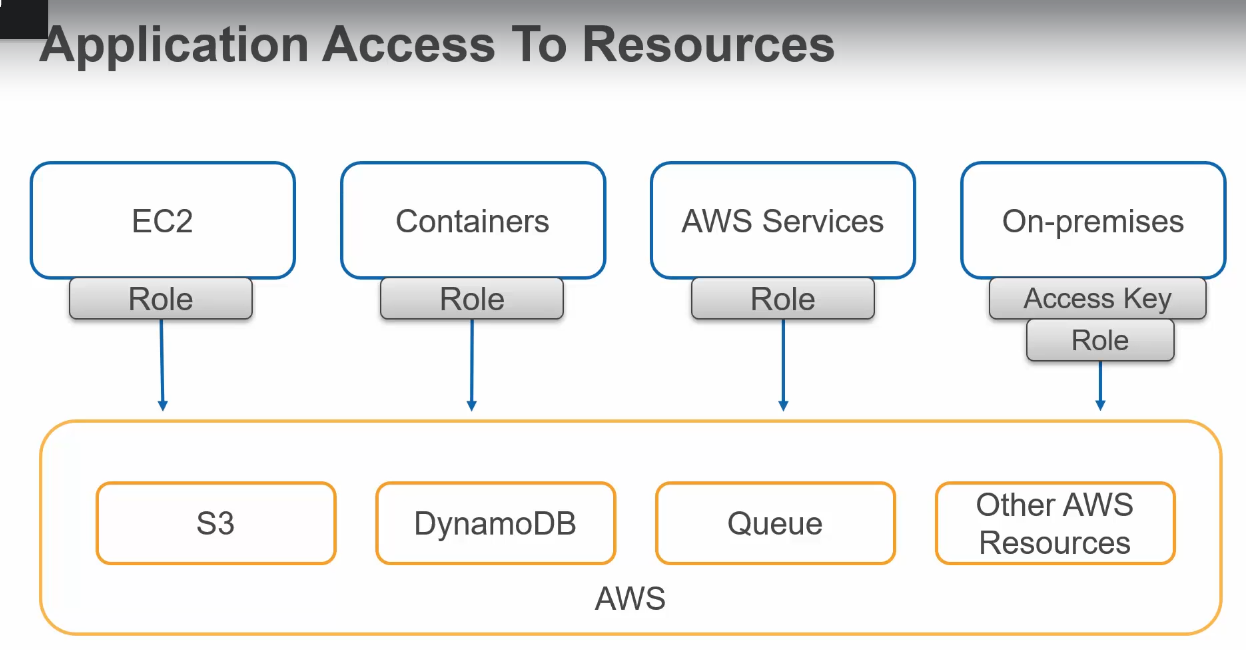 Application Access To Resources
EC2
Containers
AWS Services
On-premises
Role
Role
Role
Access Key
Role
S3
DynamoDB
Queue
Other AWS
Resources
AWS